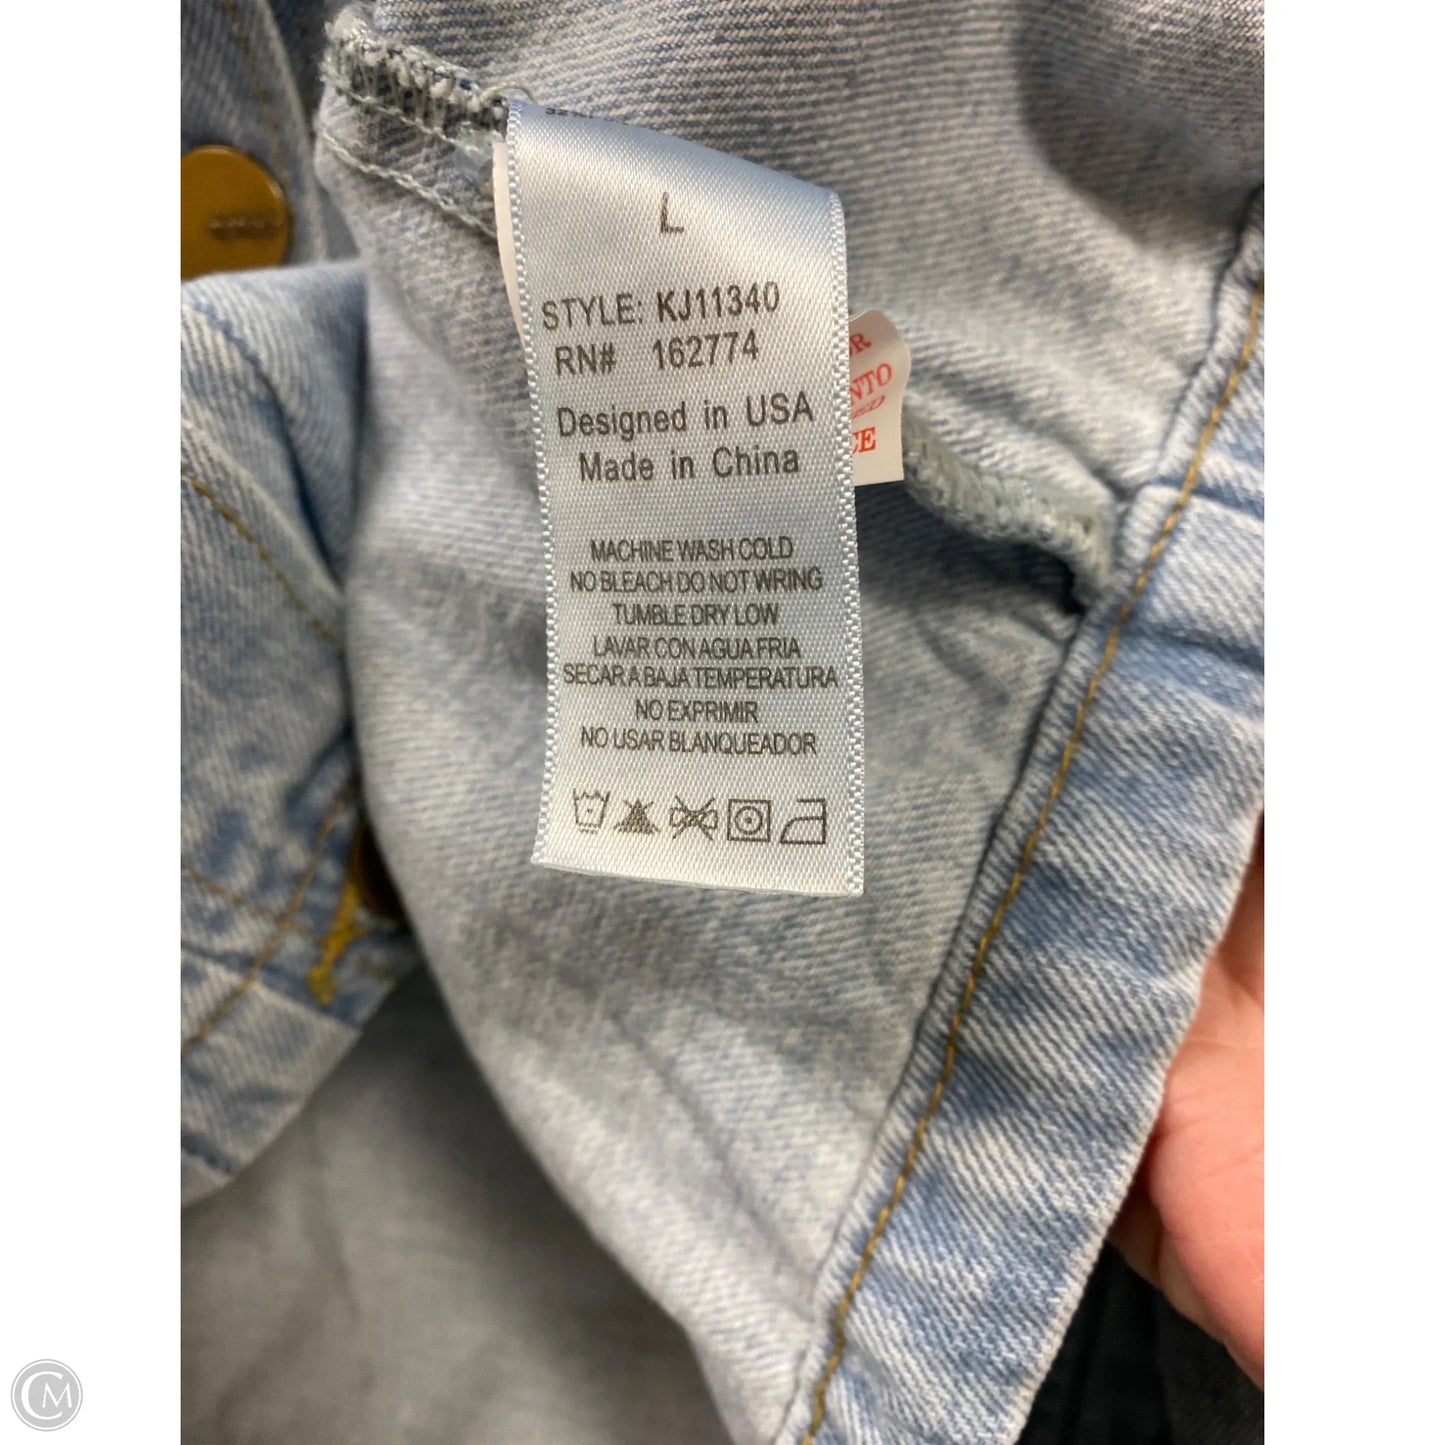 L
STYLE: KJ11340
RN# 162774
Designed in USA
Made in China
MACHINE WASH COLD
NO BLEACH DO NOT WRING
TUMBLE DRY LOW
LAVAR CON AGUA FRIA
SECAR A BAJA TEMPERATURA
NO EXPRIMIR
NO USAR BLANQUEADOR
CM